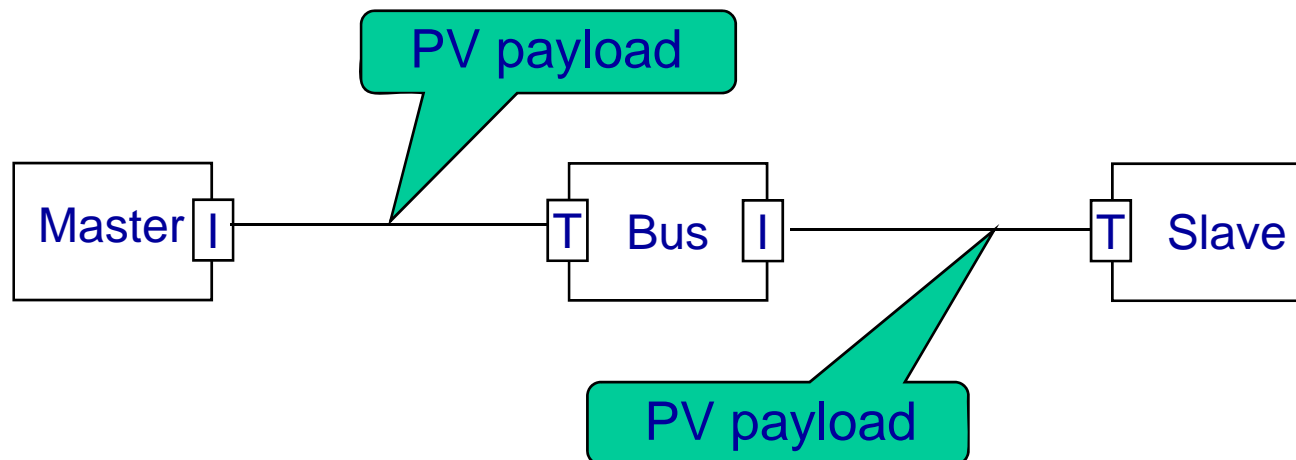 PV payload
Master
I
T
Bus
I
T
Slave
PV payload